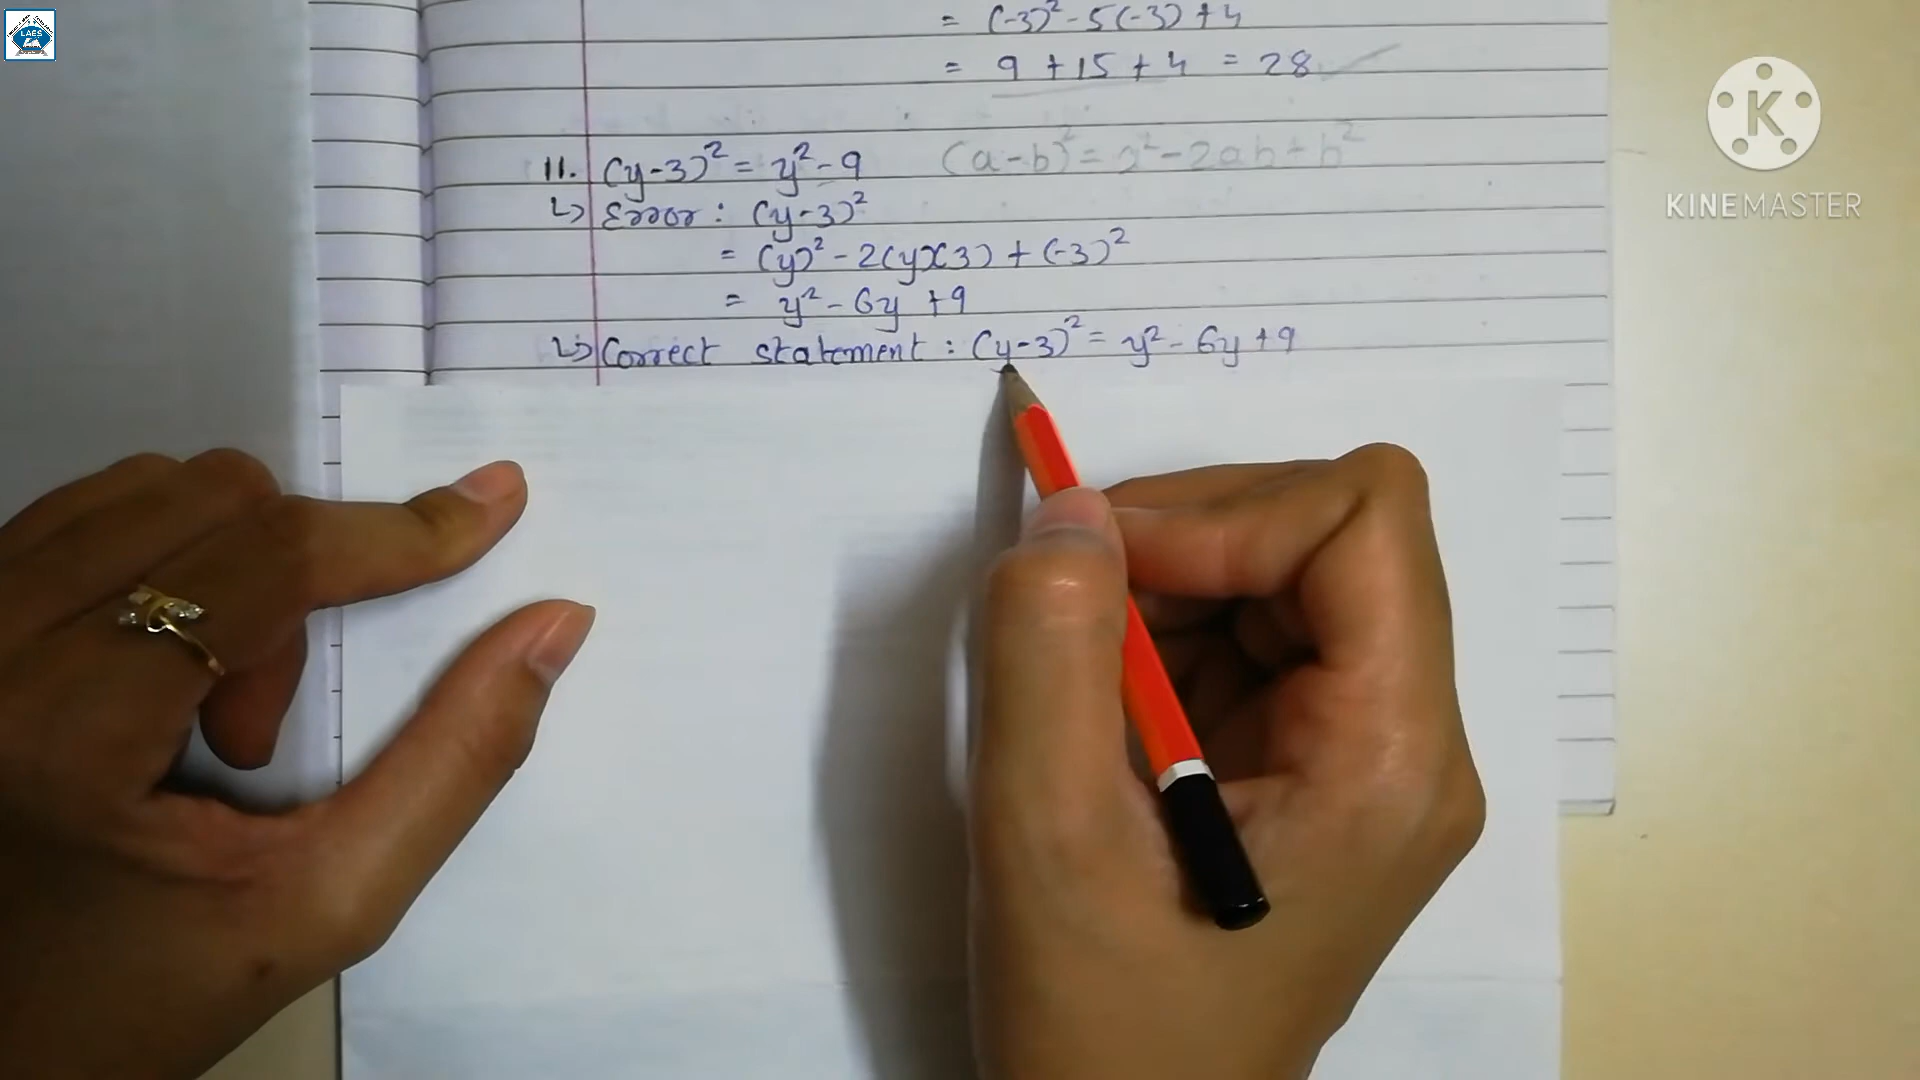 LAES
= (-3)² - 5(-3) + 4
= 9 + 15 + 4 = 28
11. (y-3)² = y² - 9 (a-b)² = a² - 2ab + b²
↳ Error : (y-3)²
= (y)² - 2(y)(3) + (-3)²
= y² - 6y + 9
↳ Correct statement : (y-3)² = y² - 6y + 9
K
KINEMASTER